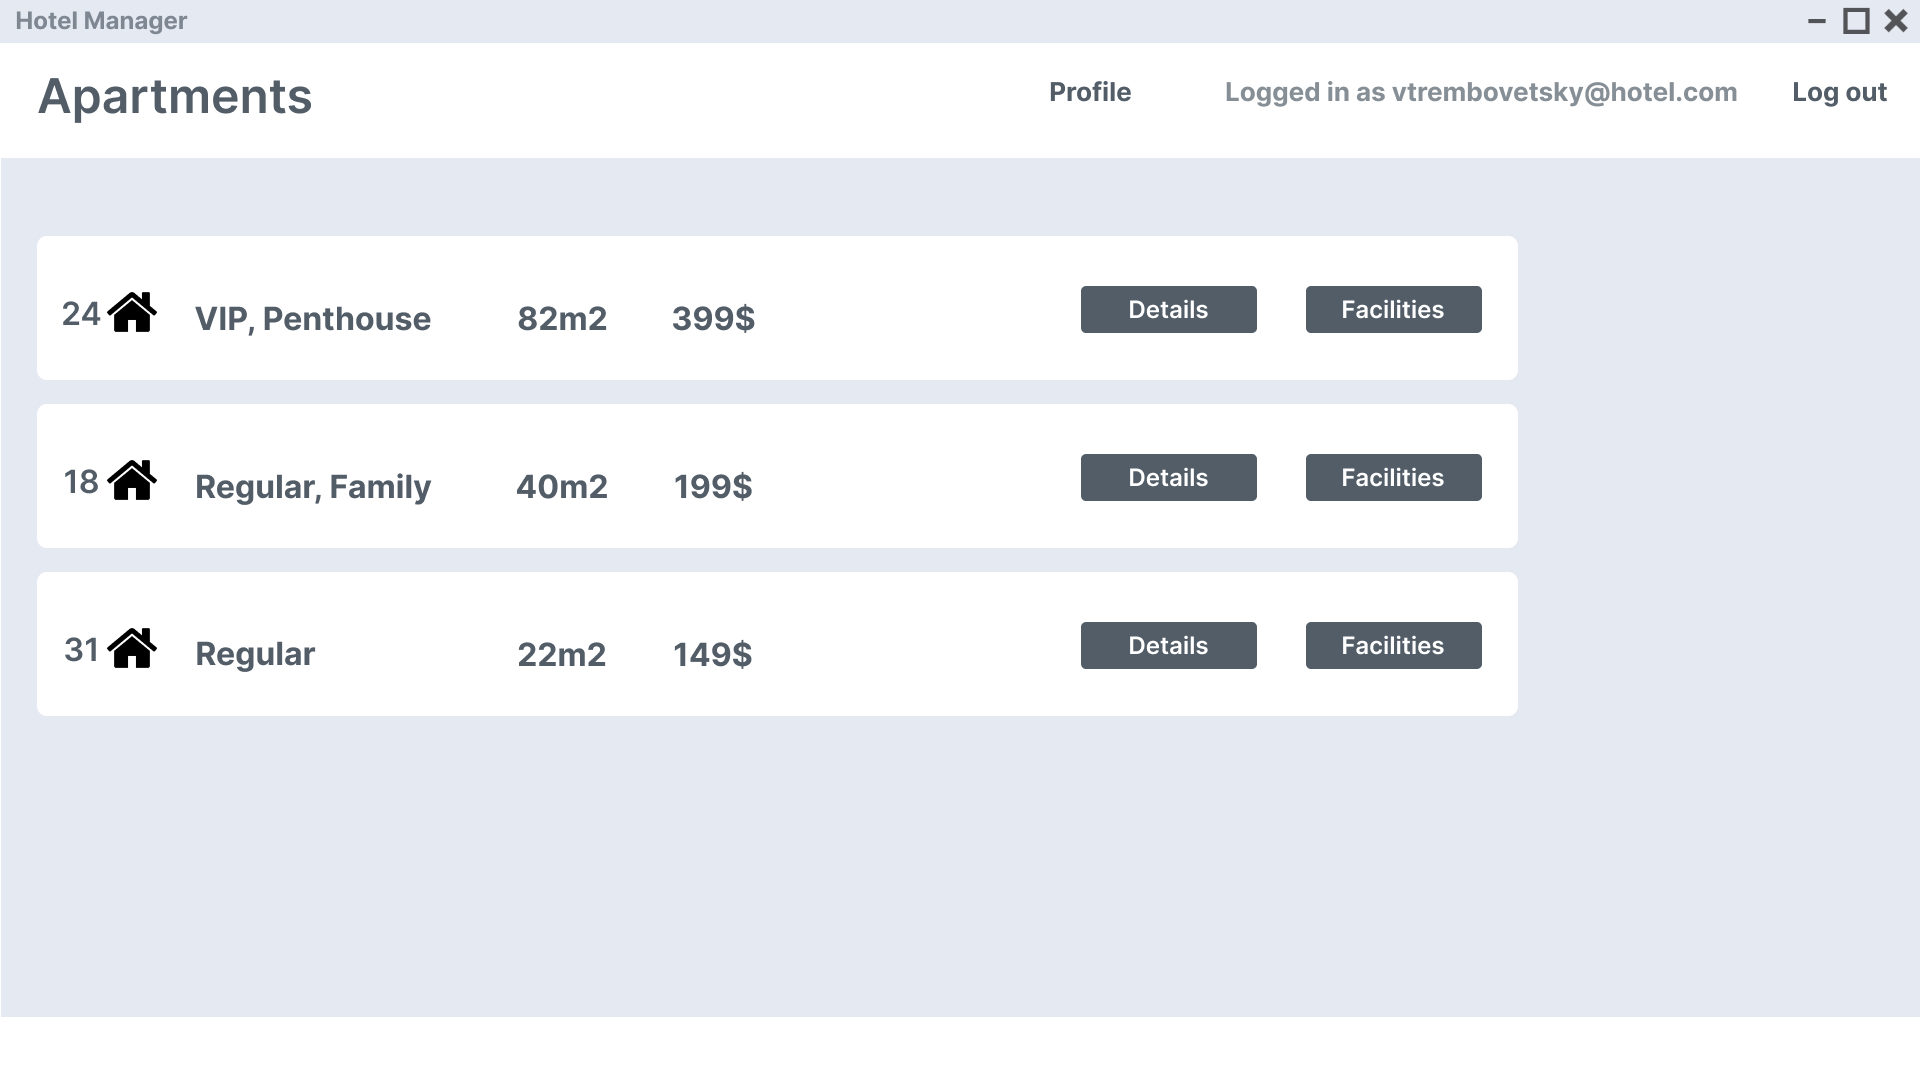 Hotel Manager
Apartments Profile Logged in as vtrembovetsky@hotel.com Log out
24 VIP, Penthouse 82m2 399$ Details Facilities
18 Regular, Family 40m2 199$ Details Facilities
31 Regular 22m2 149$ Details Facilities